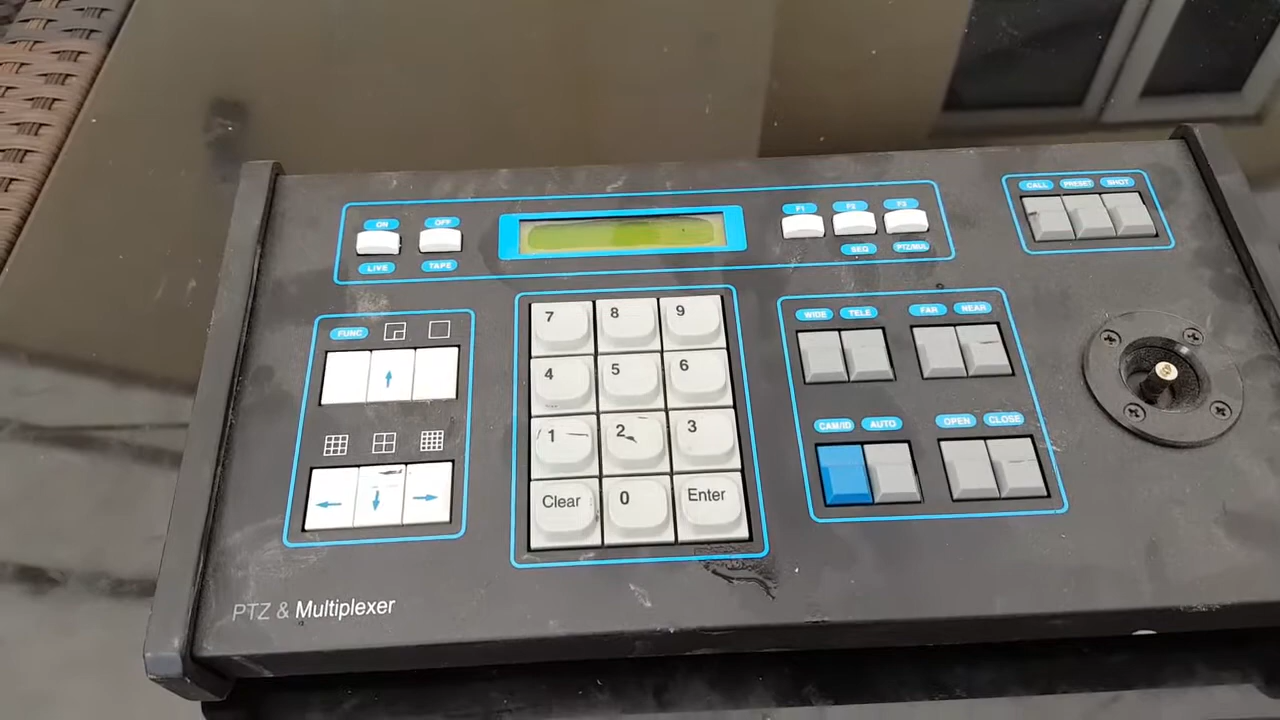 ON OFF
LIVE TAPE
F1 F2 F3
SEQ PTZ/MUL
CALL PRESET SHOT
FUNC
7 8 9
4 5 6
1 2 3
Clear 0 Enter
WIDE TELE FAR NEAR
CAM/ID AUTO OPEN CLOSE
PTZ & Multiplexer